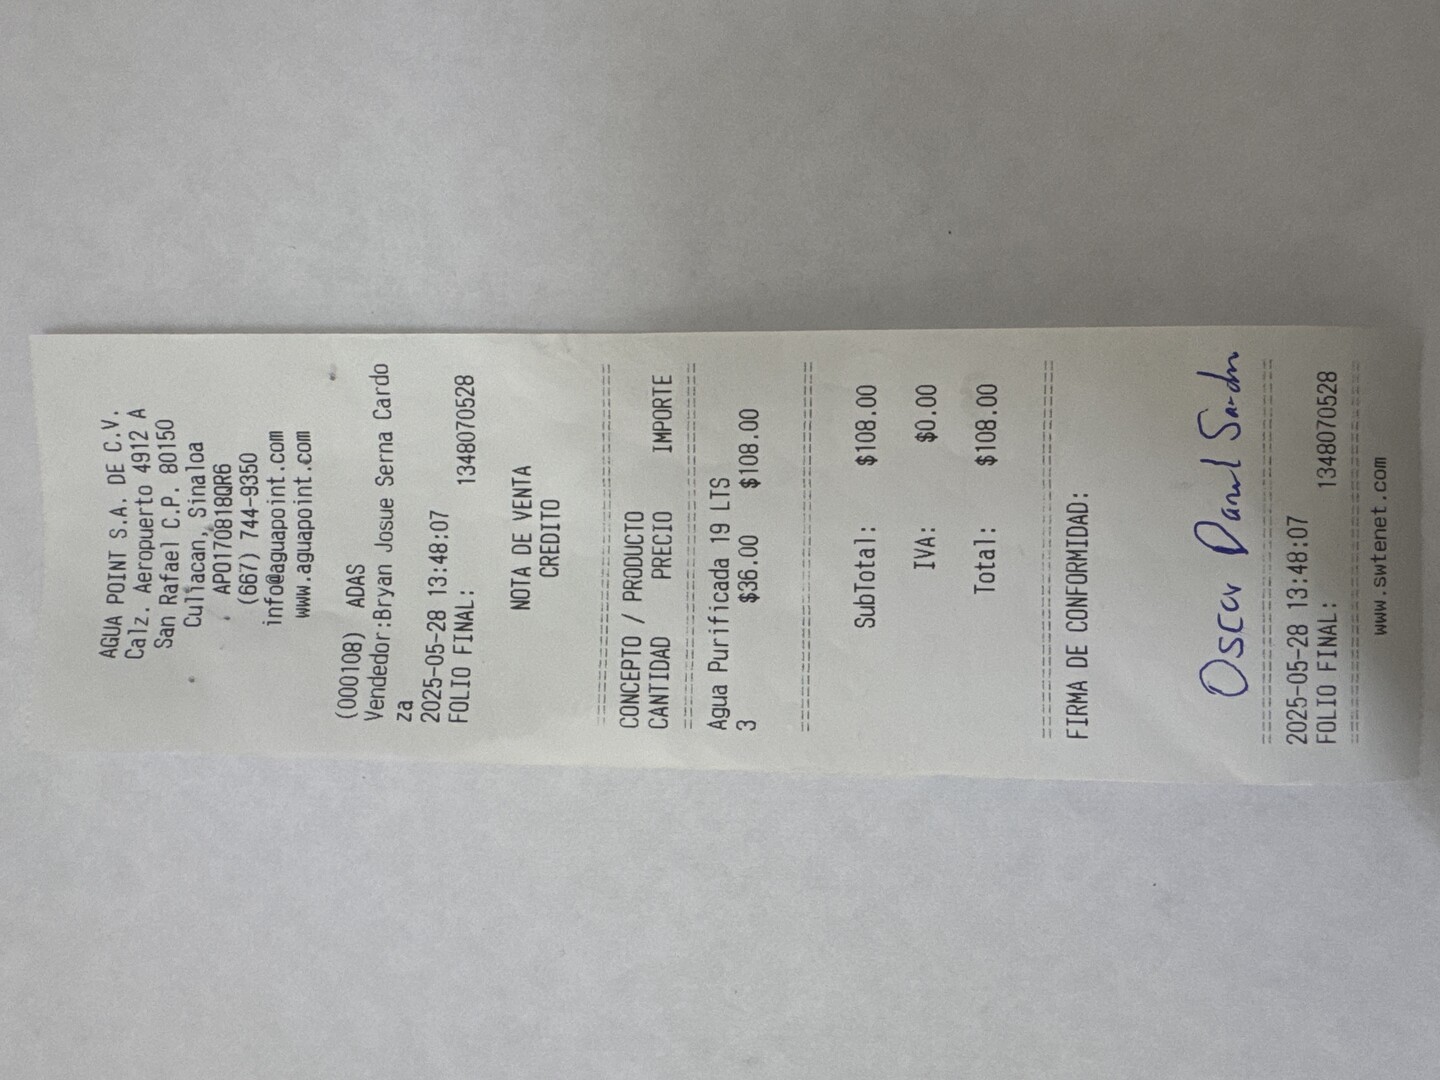 AGUA POINT S.A. DE C.V.
Calz. Aeropuerto 4912 A
San Rafael C.P. 80150
Culiacan, Sinaloa
APO170818QR6
(667) 744-9350
info@aguapoint.com
www.aguapoint.com
(000108) ADAS
Vendedor:Bryan Josue Serna Cardo
za
2025-05-28 13:48:07
FOLIO FINAL: 1348070528
NOTA DE VENTA
CREDITO
================================
CONCEPTO / PRODUCTO
CANTIDAD PRECIO IMPORTE
================================
Agua Purificada 19 LTS
3 $36.00 $108.00
================================
SubTotal: $108.00
IVA: $0.00
Total: $108.00
================================
FIRMA DE CONFORMIDAD:
Oscar Daniel
================================
2025-05-28 13:48:07
FOLIO FINAL: 1348070528
================================
www.swtenet.com